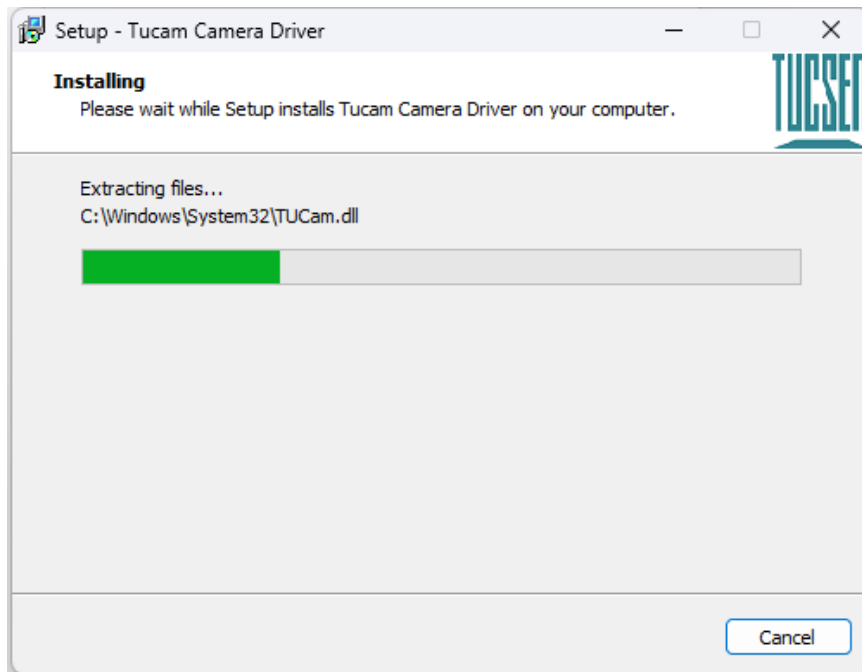 Setup - Tucam Camera Driver
Installing
Please wait while Setup installs Tucam Camera Driver on your computer.
TUCSEN
Extracting files...
C:\Windows\System32\TUCam.dll
Cancel